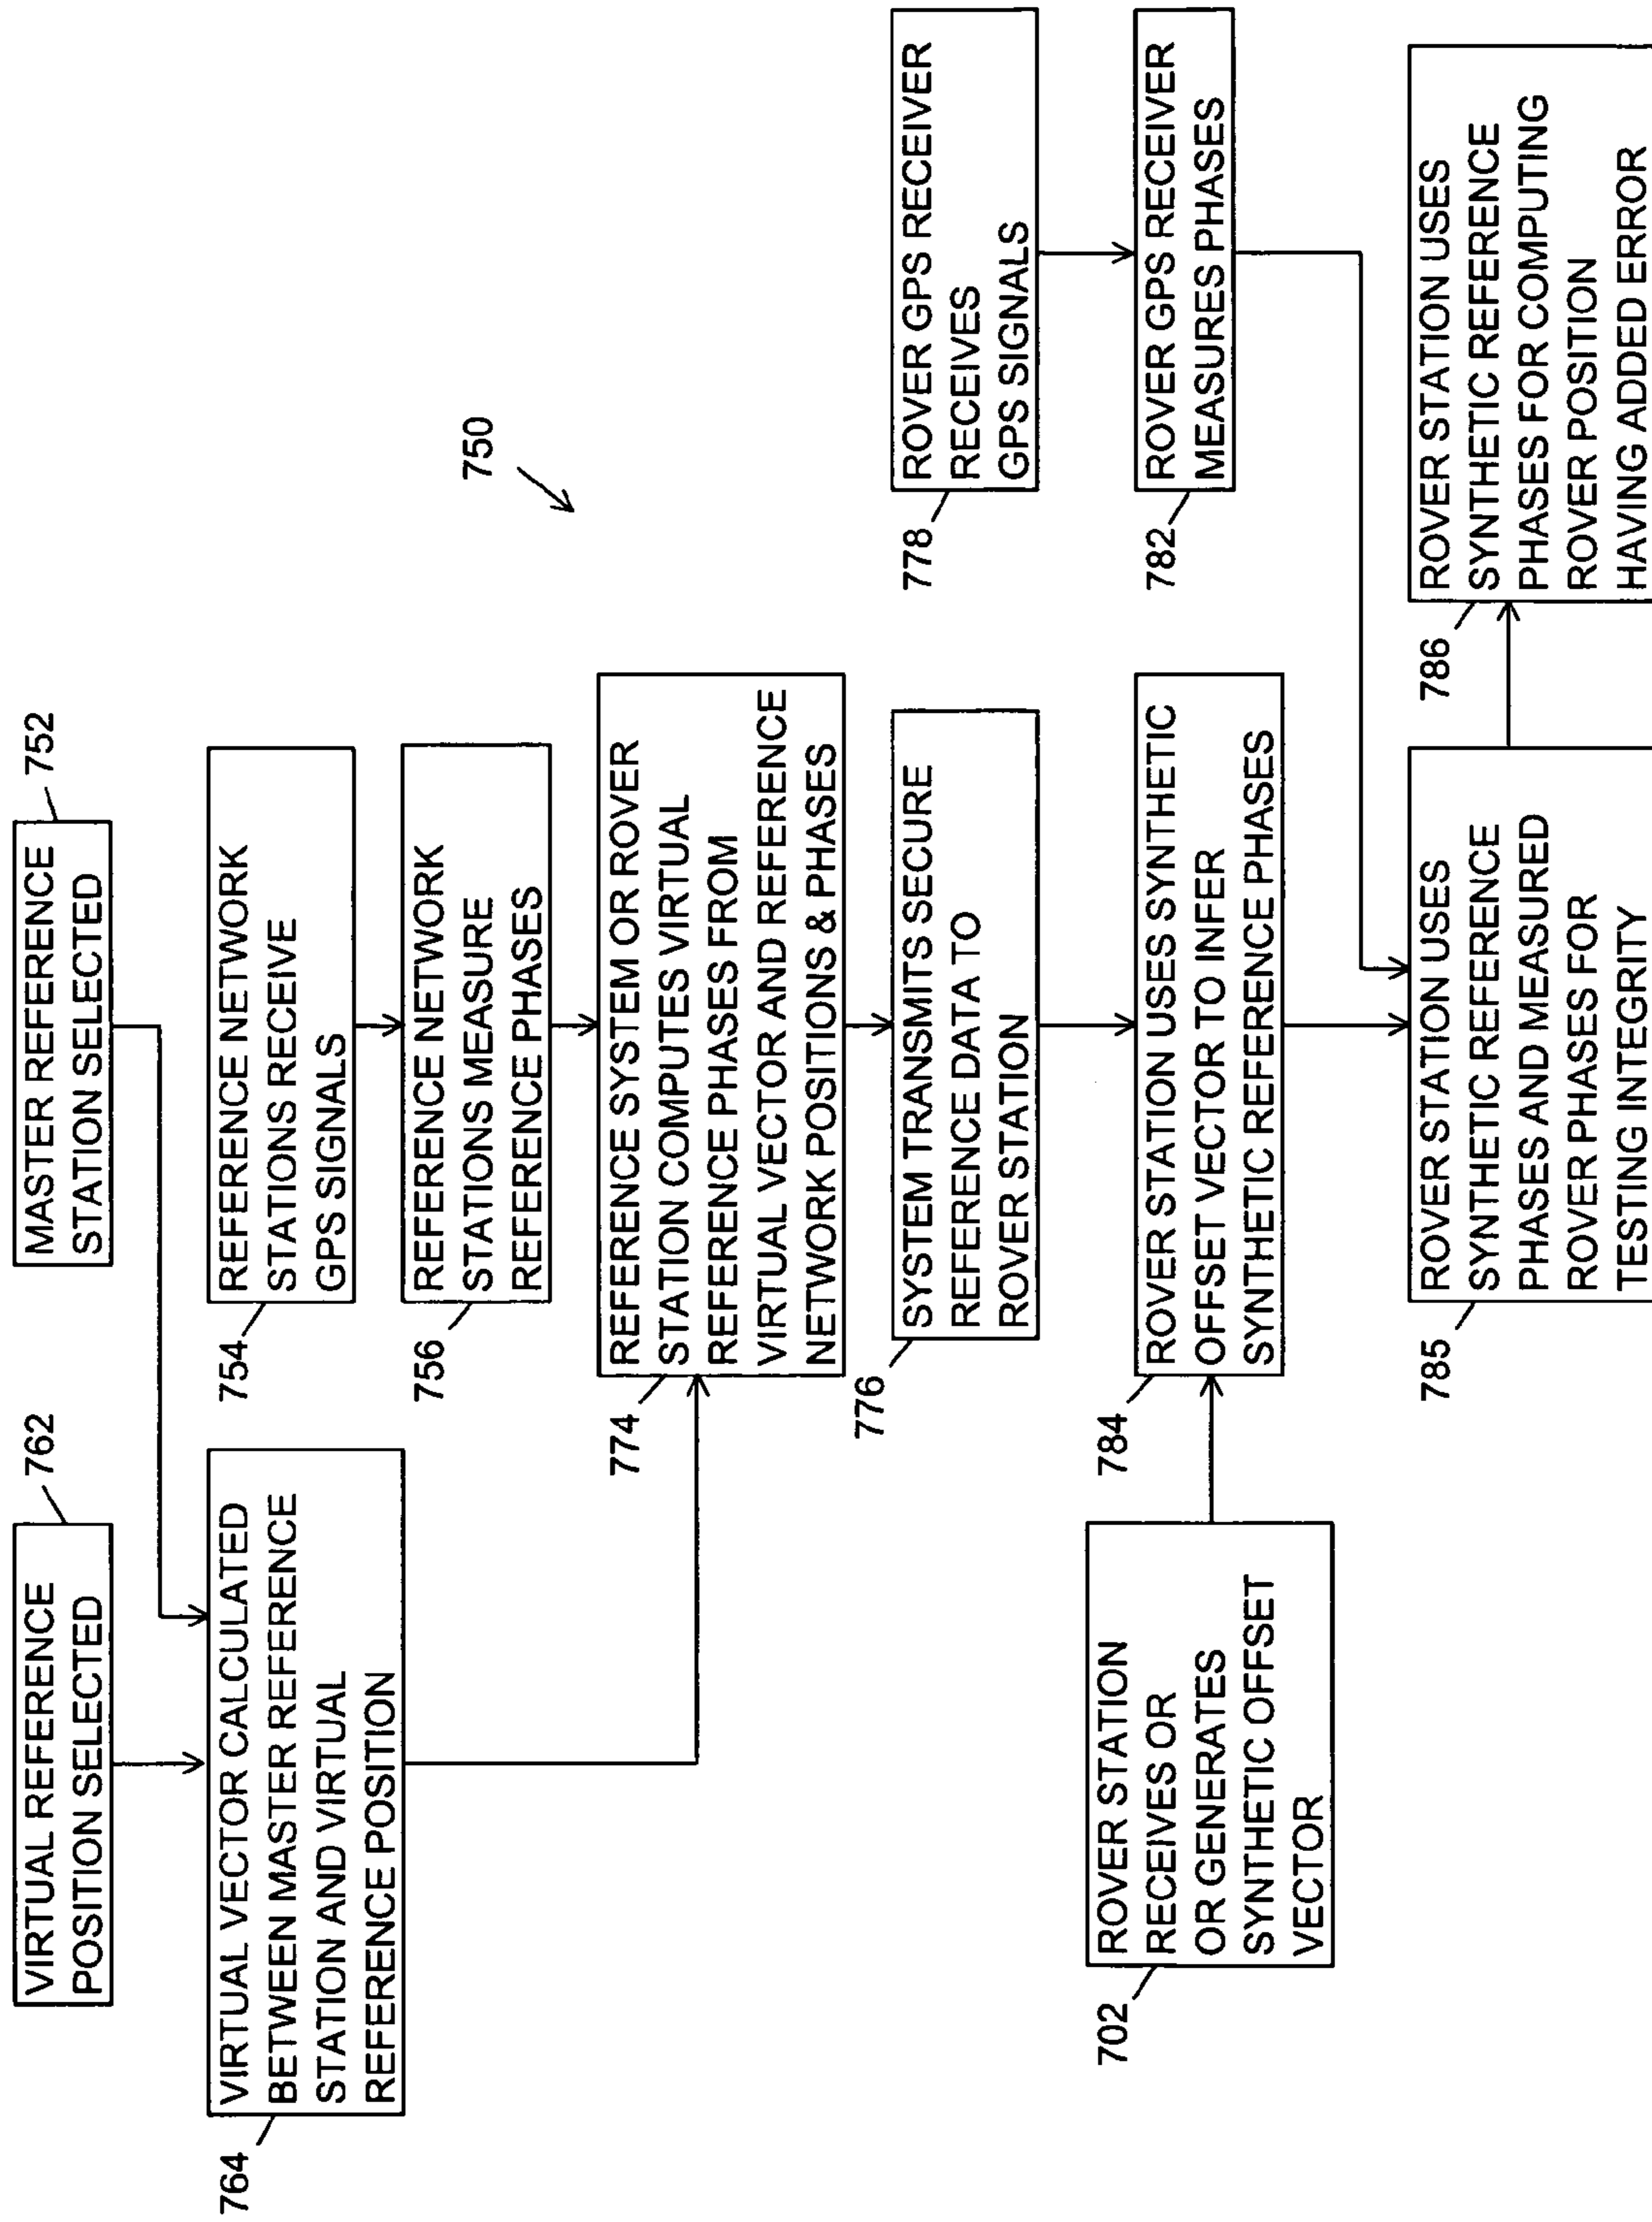 VIRTUAL REFERENCE
POSITION SELECTED
762
MASTER REFERENCE
STATION SELECTED
752
VIRTUAL VECTOR CALCULATED
BETWEEN MASTER REFERENCE
STATION AND VIRTUAL
REFERENCE POSITION
764
REFERENCE NETWORK
STATIONS RECEIVE
GPS SIGNALS
754
REFERENCE NETWORK
STATIONS MEASURE
REFERENCE PHASES
756
750
REFERENCE SYSTEM OR ROVER
STATION COMPUTES VIRTUAL
REFERENCE PHASES FROM
VIRTUAL VECTOR AND REFERENCE
NETWORK POSITIONS & PHASES
774
SYSTEM TRANSMITS SECURE
REFERENCE DATA TO
ROVER STATION
776
ROVER GPS RECEIVER
RECEIVES
GPS SIGNALS
778
ROVER STATION
RECEIVES OR
OR GENERATES
SYNTHETIC OFFSET
VECTOR
702
ROVER STATION USES SYNTHETIC
OFFSET VECTOR TO INFER
SYNTHETIC REFERENCE PHASES
784
ROVER GPS RECEIVER
MEASURES PHASES
782
ROVER STATION USES
SYNTHETIC REFERENCE
PHASES AND MEASURED
ROVER PHASES FOR
TESTING INTEGRITY
785
ROVER STATION USES
SYNTHETIC REFERENCE
PHASES FOR COMPUTING
ROVER POSITION
HAVING ADDED ERROR
786